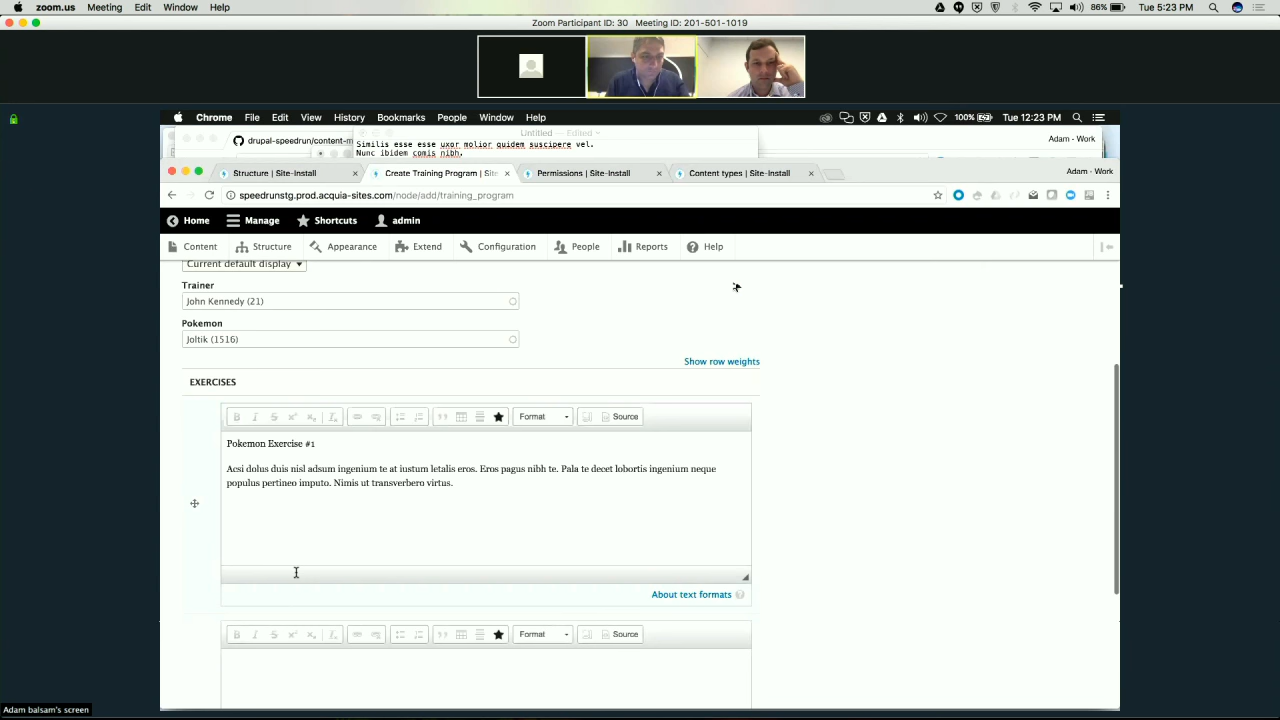 zoom.us Meeting Edit Window Help 86% Tue 5:23 PM
Zoom Participant ID: 30 Meeting ID: 201-501-1019
Chrome File Edit View History Bookmarks People Window Help 100% Tue 12:23 PM
Untitled — Edited
drupal-speedrun/content-m
Adam - Work
Similis esse esse uxor molior quidem suscipere vel.
Nunc ibidem comis nibh.
Structure | Site-Install
Create Training Program | Site
Permissions | Site-Install
Content types | Site-Install
Adam - Work
speedrunstg.prod.acquia-sites.com/node/add/training_program
Home Manage Shortcuts admin
Content Structure Appearance Extend Configuration People Reports Help
Current default display
Trainer
John Kennedy (21)
Pokemon
Joltik (1516)
Show row weights
EXERCISES
Format Source
Pokemon Exercise #1
Acsi dolus duis nisl adsum ingenium te at iustum letalis eros. Eros pagus nibh te. Pala te decet lobortis ingenium neque
populus pertineo imputo. Nimis ut transverbero virtus.
About text formats
Format Source
Adam balsam's screen